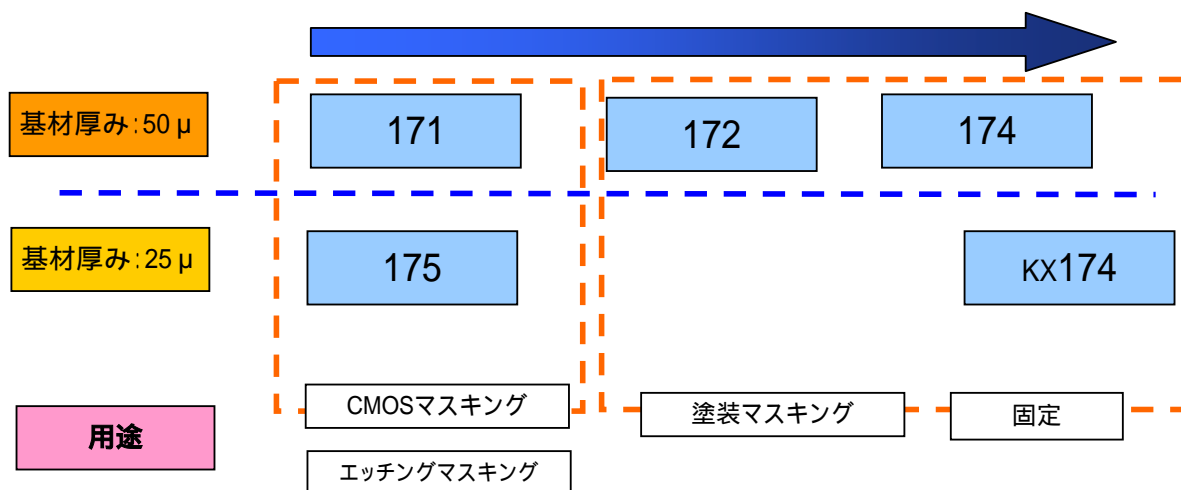 基材厚み：50 μ
171
172
174
基材厚み：25 μ
175
KX174
用途
CMOSマスキング
塗装マスキング
固定
エッチングマスキング